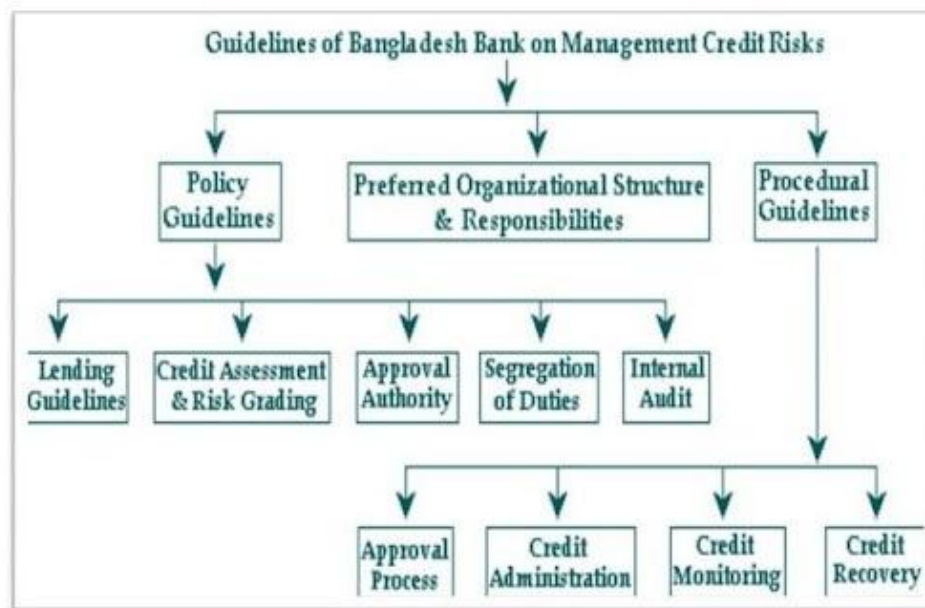 Guidelines of Bangladesh Bank on Management Credit Risks
Policy
Guidelines
Preferred Organizational Structure
& Responsibilities
Procedural
Guidelines
Lending
Guidelines
Credit Assessment
& Risk Grading
Approval
Authority
Segregation
of Duties
Internal
Audit
Approval
Process
Credit
Administration
Credit
Monitoring
Credit
Recovery